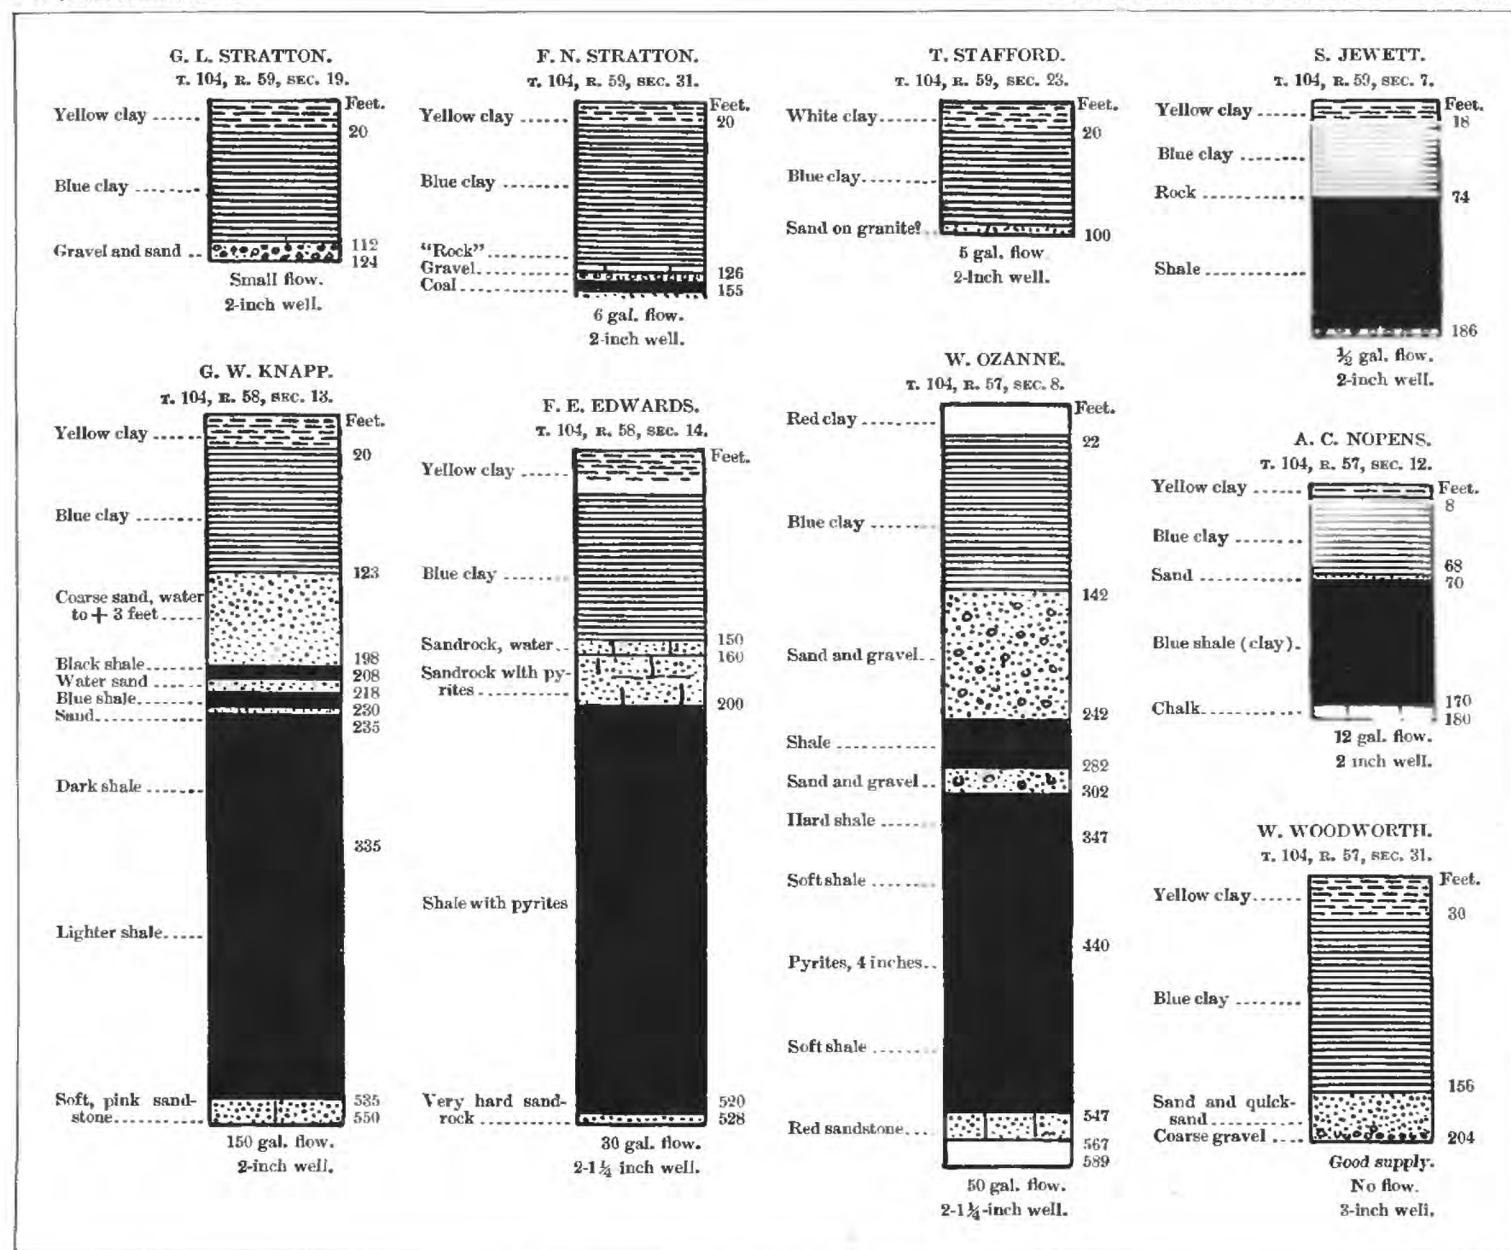 G. L. STRATTON.
T. 104, R. 59, SEC. 19.
Feet.
Yellow clay
20
Blue clay
Gravel and sand
112
124
Small flow.
2-inch well.
F. N. STRATTON.
T. 104, R. 59, SEC. 31.
Feet.
Yellow clay
20
Blue clay
"Rock"
Gravel
126
Coal
155
6 gal. flow.
2-inch well.
T. STAFFORD.
T. 104, R. 59, SEC. 23.
Feet.
White clay
20
Blue clay
Sand on granite?
100
5 gal. flow
2-Inch well.
S. JEWETT.
T. 104, R. 59, SEC. 7.
Feet.
Yellow clay
18
Blue clay
Rock
74
Shale
186
½ gal. flow.
2-inch well.
G. W. KNAPP.
T. 104, R. 58, SEC. 13.
Feet.
Yellow clay
20
Blue clay
123
Coarse sand, water
to + 3 feet
198
Black shale
208
Water sand
218
Blue shale
230
Sand
235
Dark shale
335
Lighter shale
Soft, pink sand-
535
stone
550
150 gal. flow.
2-inch well.
F. E. EDWARDS.
T. 104, R. 58, SEC. 14.
Feet.
Yellow clay
Blue clay
150
Sandrock, water
160
Sandrock with py-
rites
200
Shale with pyrites
Very hard sand-
520
rock
528
30 gal. flow.
2-1¼ inch well.
W. OZANNE.
T. 104, R. 57, SEC. 8.
Feet.
Red clay
22
Blue clay
142
Sand and gravel
242
Shale
282
Sand and gravel
302
Hard shale
347
Soft shale
440
Pyrites, 4 inches
Soft shale
547
Red sandstone
567
589
50 gal. flow.
2-1¼-inch well.
A. C. NOPENS.
T. 104, R. 57, SEC. 12.
Yellow clay
Feet.
8
Blue clay
68
Sand
70
Blue shale (clay)
170
Chalk
180
12 gal. flow.
2 inch well.
W. WOODWORTH.
T. 104, R. 57, SEC. 31.
Feet.
Yellow clay
30
Blue clay
156
Sand and quick-
sand
Coarse gravel
204
Good supply.
No flow.
3-inch well.